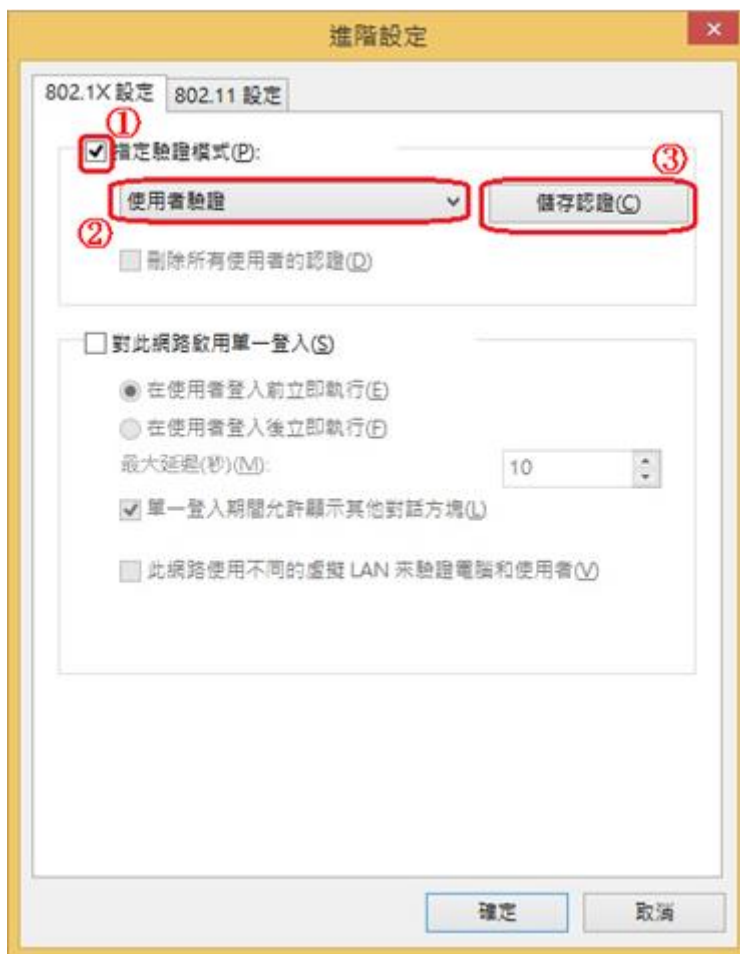 進階設定
802.1X 設定 802.11 設定
①
指定驗證模式(P):
③
使用者驗證 儲存認證(C)
②
刪除所有使用者的認證(D)
對此網路啟用單一登入(S)
在使用者登入前立即執行(E)
在使用者登入後立即執行(F)
最大延遲(秒)(M): 10
單一登入期間允許顯示其他對話方塊(L)
此網路使用不同的虛擬 LAN 來驗證電腦和使用者(V)
確定 取消